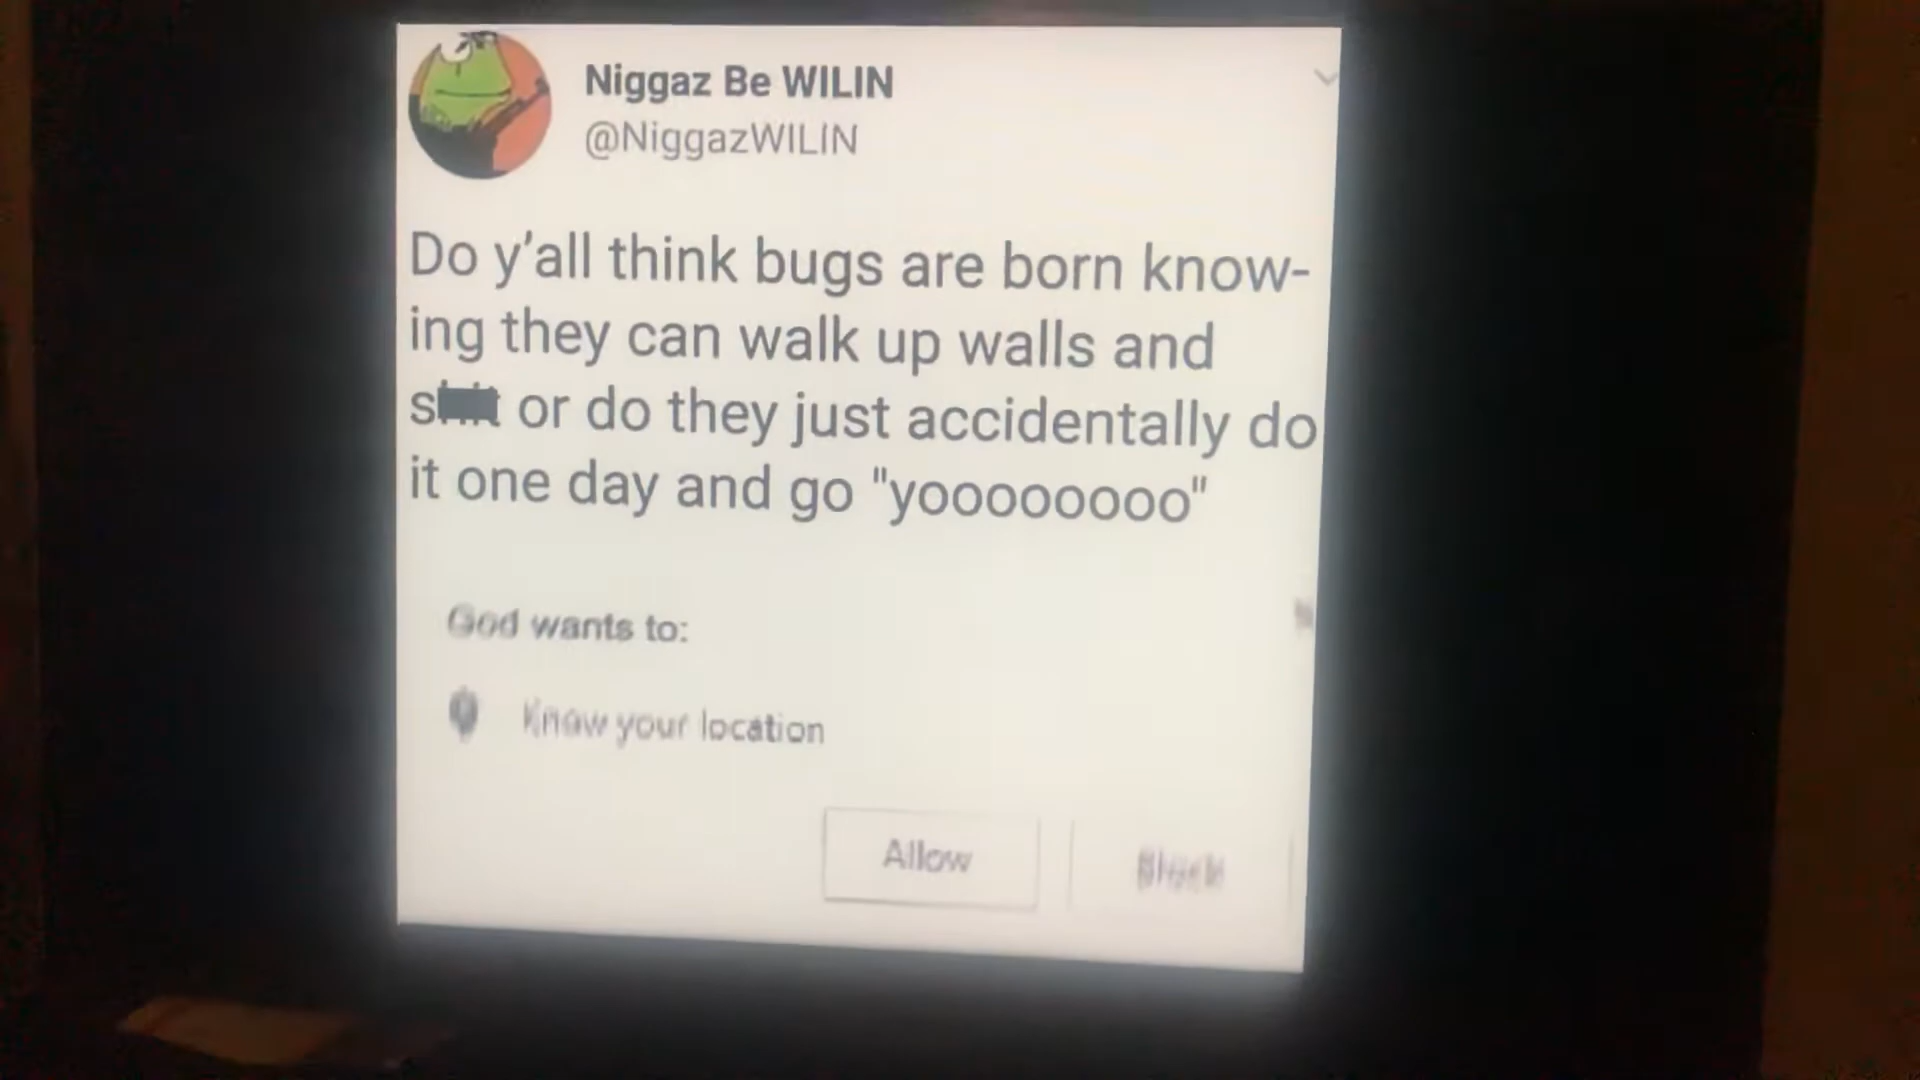 Niggaz Be WILIN
@NiggazWILIN
Do y'all think bugs are born know-
ing they can walk up walls and
or do they just accidentally do
it one day and go "yoooooooo"
God wants to:
Know your location
Allow
Block